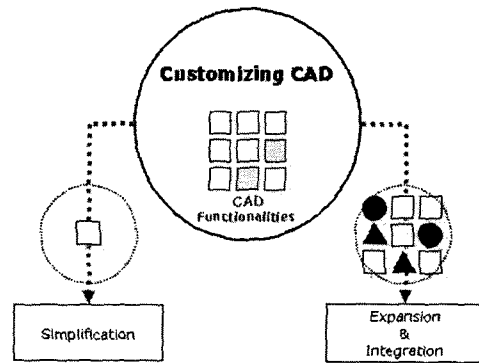 Customizing CAD
CAD
Functionalities
Simplification
Expansion
&
Integration